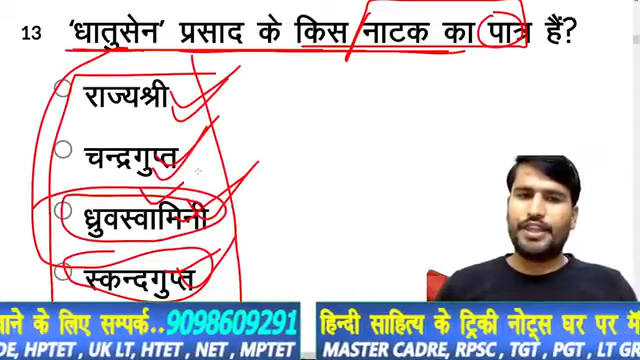 13 'धातुसेन' प्रसाद के किस नाटक का पात्र हैं?
राज्यश्री
चन्द्रगुप्त
ध्रुवस्वामिनी
स्कन्दगुप्त
ाने के लिए सम्पर्क..9098609291
हिन्दी साहित्य के ट्रिकी नोट्स घर पर मँ
DE, HPTET , UK LT, HTET , NET , MPTET
MASTER CADRE, RPSC , TGT PGT LT G